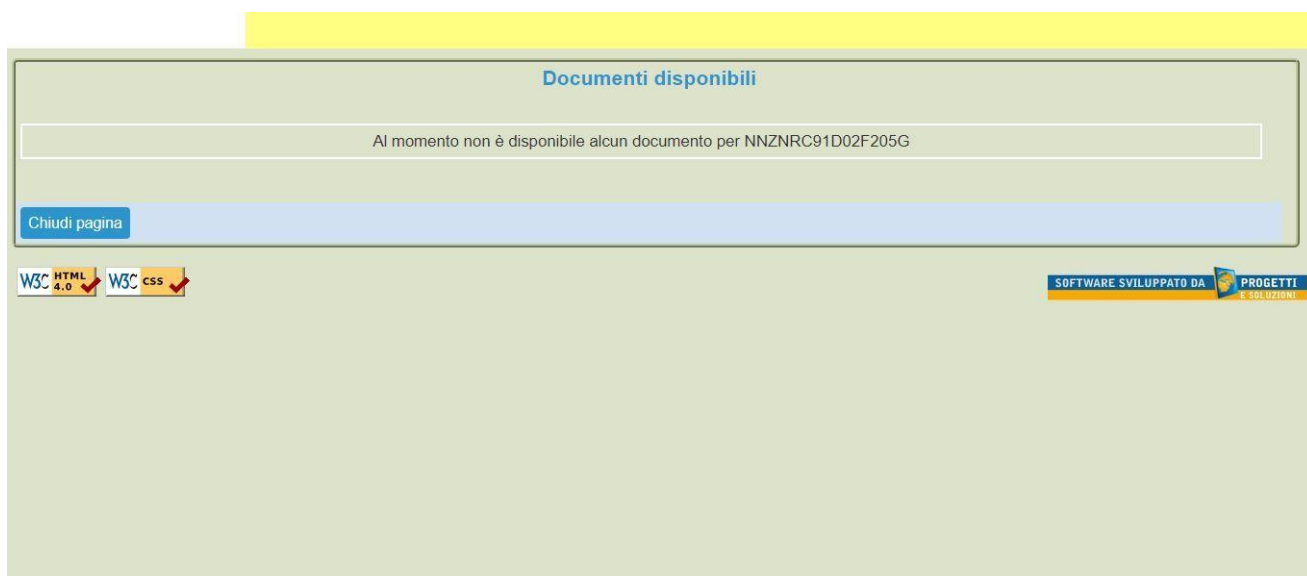 Documenti disponibili
Al momento non è disponibile alcun documento per NNZNRC91D02F205G
Chiudi pagina
W3C HTML 4.0 W3C css
SOFTWARE SVILUPPATO DA PROGETTI E SOLUZIONI